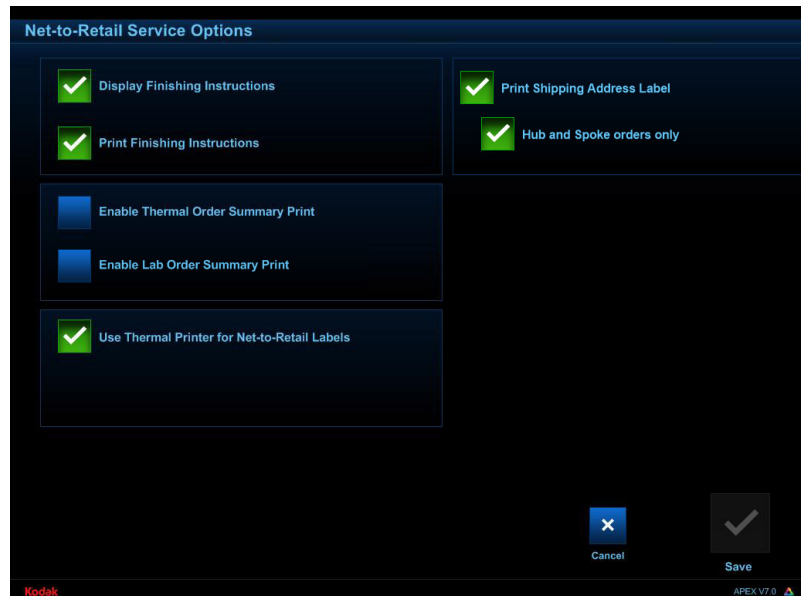 Net-to-Retail Service Options
Display Finishing Instructions
Print Finishing Instructions
Enable Thermal Order Summary Print
Enable Lab Order Summary Print
Use Thermal Printer for Net-to-Retail Labels
Print Shipping Address Label
Hub and Spoke orders only
Cancel
Save
Kodak
APEX V7.0